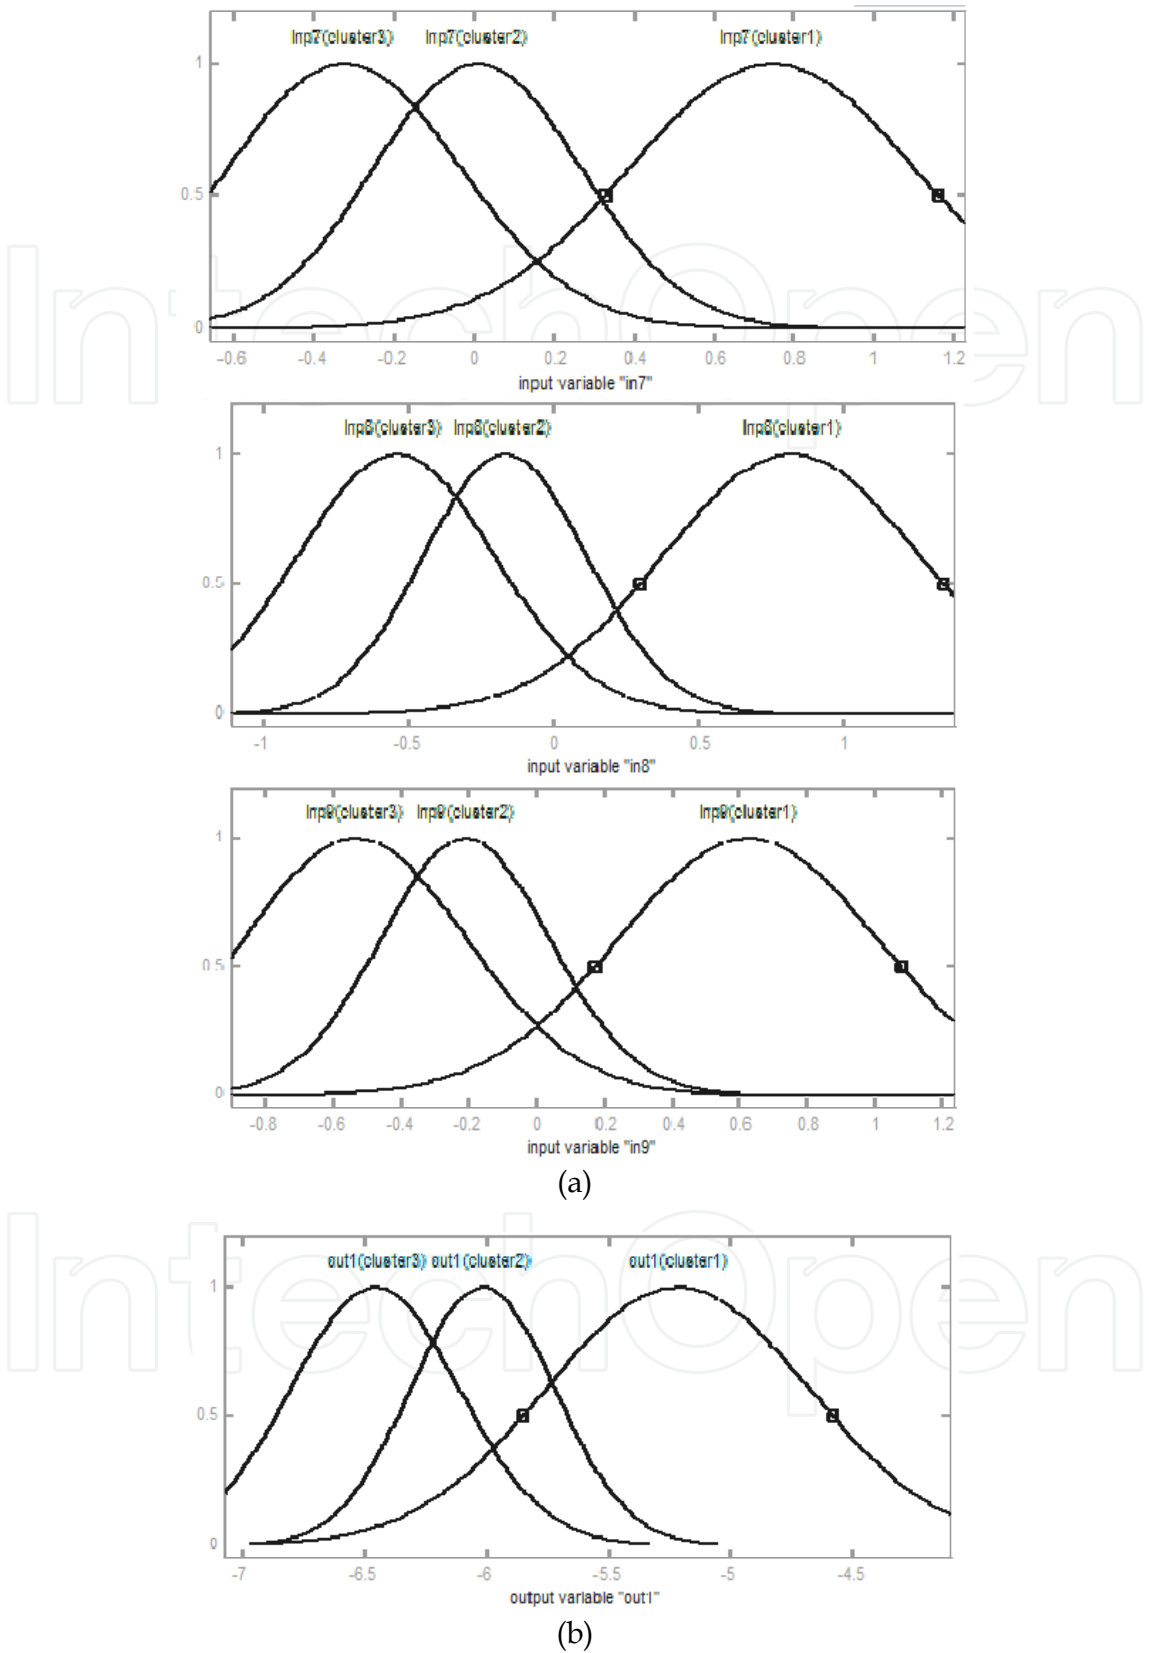 Inp7(cluster3) Inp7(cluster2) Inp7(cluster1)
1
0.5
0
-0.6 -0.4 -0.2 0 0.2 0.4 0.6 0.8 1 1.2
input variable "in7"
Inp8(cluster3) Inp8(cluster2) Inp8(cluster1)
1
0.5
0
-1 -0.5 0 0.5 1
input variable "in8"
Inp9(cluster3) Inp9(cluster2) Inp9(cluster1)
1
0.5
0
-0.8 -0.6 -0.4 -0.2 0 0.2 0.4 0.6 0.8 1 1.2
input variable "in9"
(a)
out1(cluster3) out1(cluster2) out1(cluster1)
1
0.5
0
-7 -6.5 -6 -5.5 -5 -4.5
output variable "out1"
(b)
IntechOpen
IntechOpen